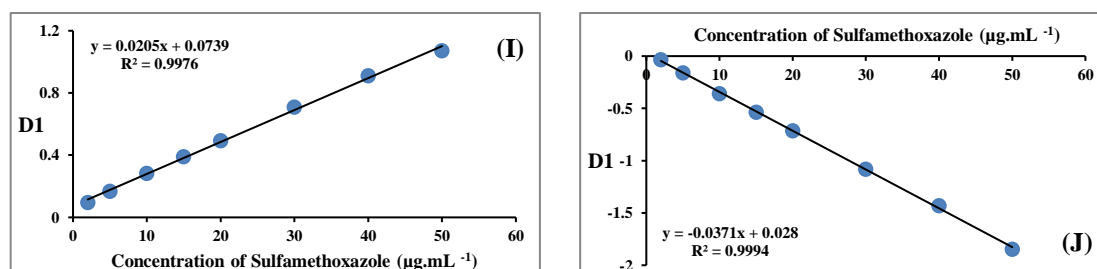 1.2
0.8
0.4
0
D1
y = 0.0205x + 0.0739
R² = 0.9976
(I)
0 10 20 30 40 50 60
Concentration of Sulfamethoxazole (µg.mL ⁻¹)
Concentration of Sulfamethoxazole (µg.mL ⁻¹)
0 10 20 30 40 50 60
0
-0.5
-1
-1.5
-2
D1
y = -0.0371x + 0.028
R² = 0.9994
(J)